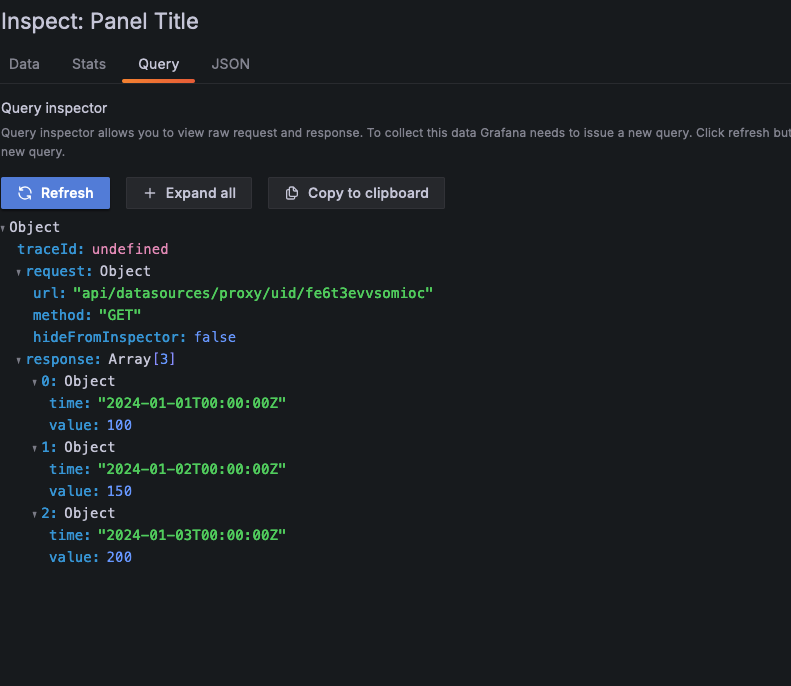 Inspect: Panel Title
Data Stats Query JSON
Query inspector
Query inspector allows you to view raw request and response. To collect this data Grafana needs to issue a new query. Click refresh but
new query.
Refresh Expand all Copy to clipboard
Object
traceId: undefined
request: Object
url: "api/datasources/proxy/uid/fe6t3evvsomioc"
method: "GET"
hideFromInspector: false
response: Array[3]
0: Object
time: "2024-01-01T00:00:00Z"
value: 100
1: Object
time: "2024-01-02T00:00:00Z"
value: 150
2: Object
time: "2024-01-03T00:00:00Z"
value: 200